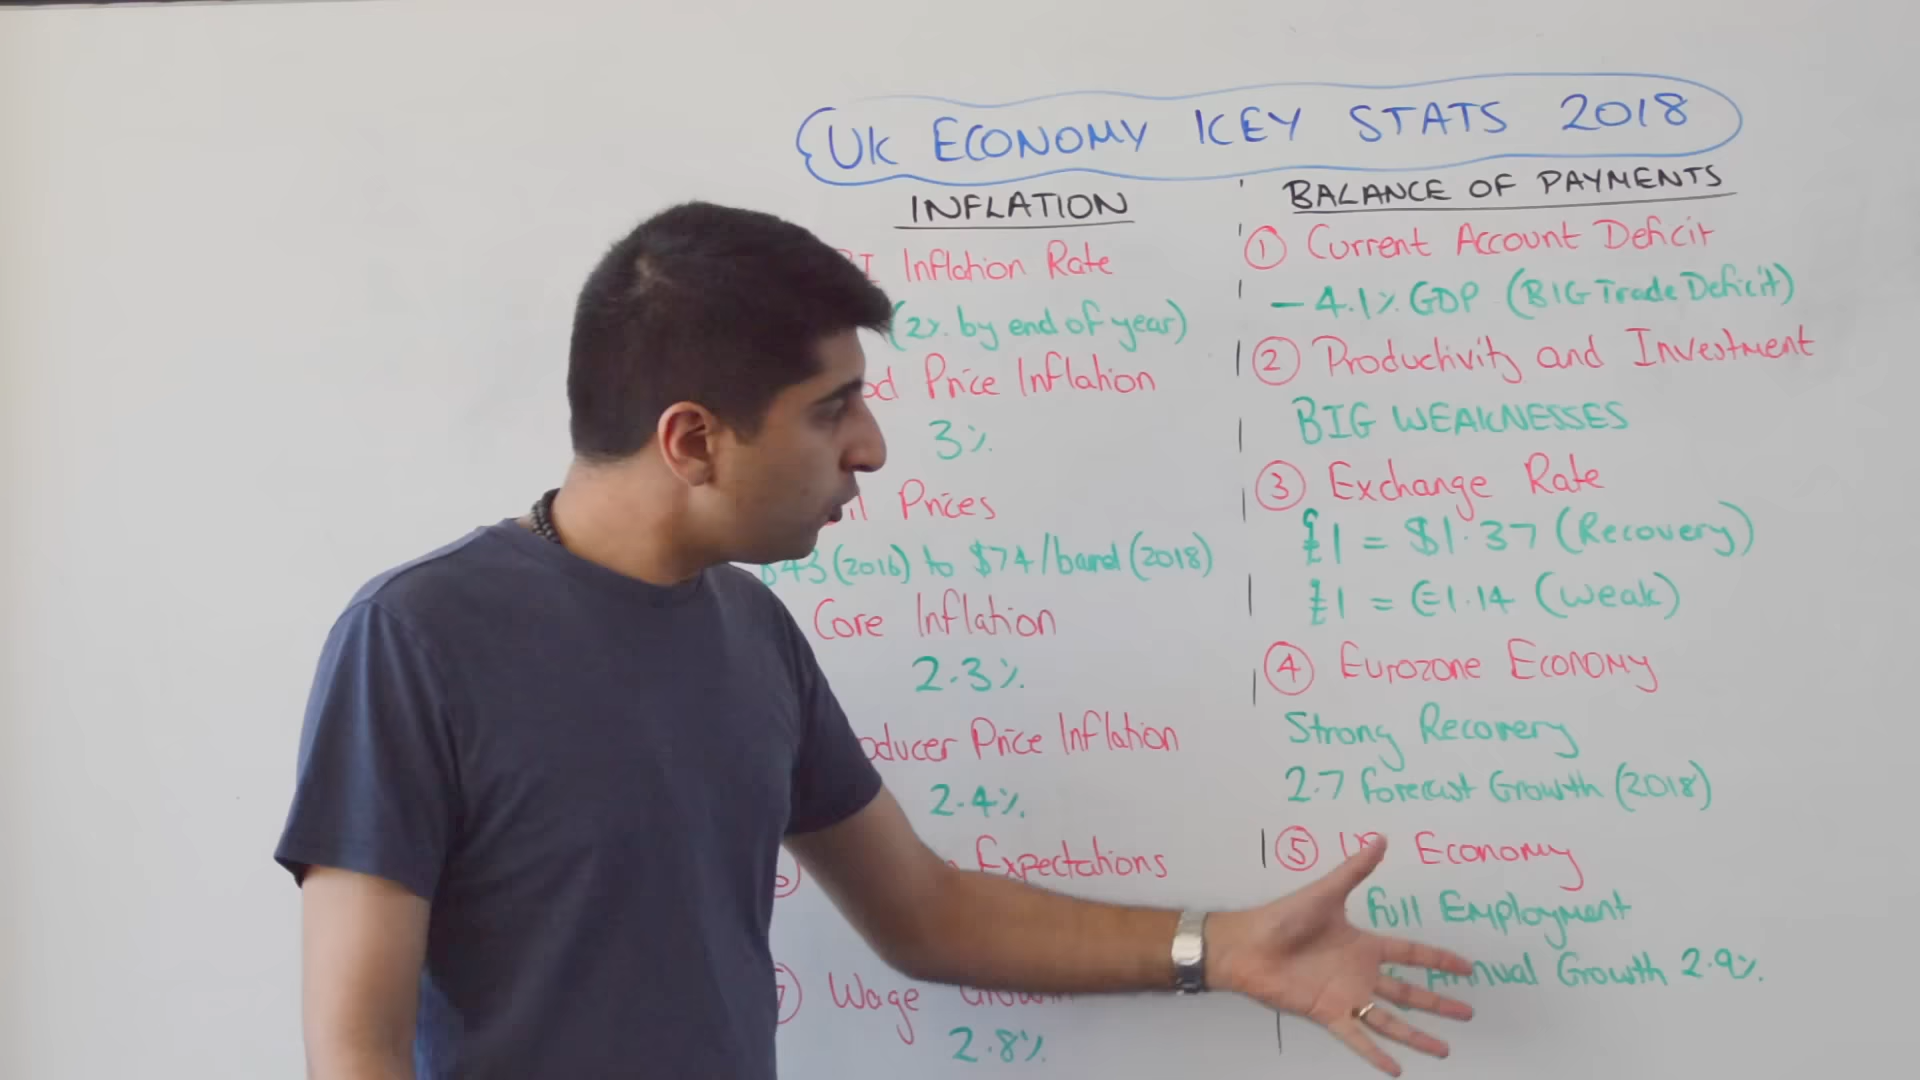 UK ECONOMY KEY STATS 2018
INFLATION
Inflation Rate
(2% by end of year)
Price Inflation
3%
Prices
(2016) to $74/barrel (2018)
Core Inflation
2.3%
Price Inflation
2.4%
Expectations
Wage Growth
2.8%
BALANCE OF PAYMENTS
① Current Account Deficit
- 4.1% GDP (BIG Trade Deficit)
② Productivity and Investment
BIG WEAKNESSES
③ Exchange Rate
£1 = $1.37 (Recovery)
£1 = €1.14 (Weak)
④ Eurozone Economy
Strong Recovery
2.7 Forecast Growth (2018)
⑤ Economy
Full Employment
Annual Growth 2.9%